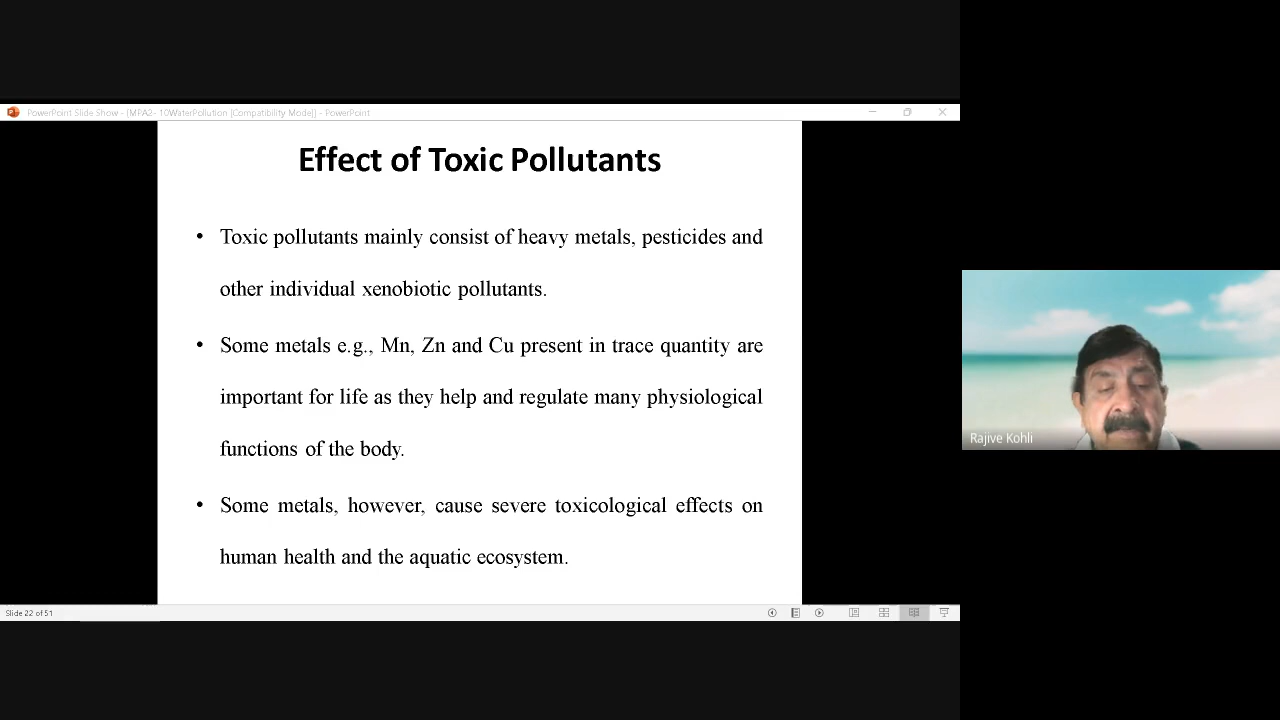 PowerPoint Slide Show - [MPA2- 10WaterPollution [Compatibility Mode]] - PowerPoint
Effect of Toxic Pollutants
• Toxic pollutants mainly consist of heavy metals, pesticides and
other individual xenobiotic pollutants.
• Some metals e.g., Mn, Zn and Cu present in trace quantity are
important for life as they help and regulate many physiological
functions of the body.
• Some metals, however, cause severe toxicological effects on
human health and the aquatic ecosystem.
Rajive Kohli
Slide 22 of 51